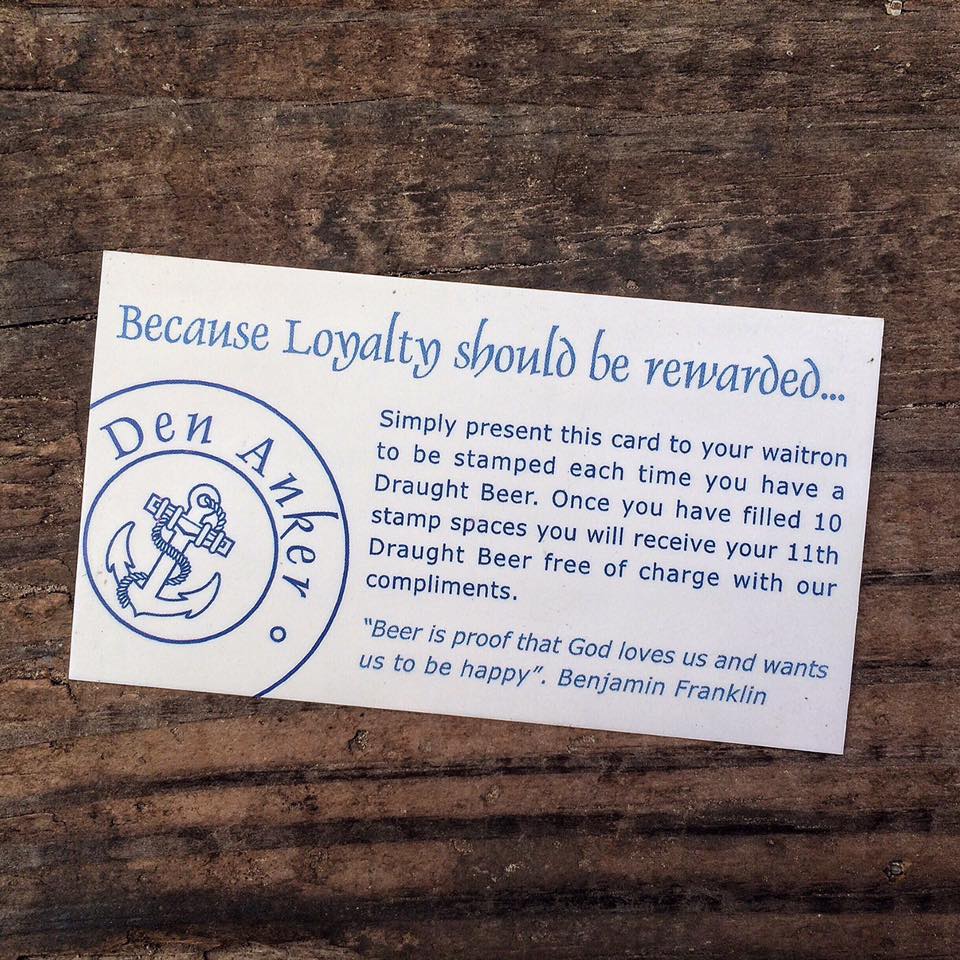 Because Loyalty should be rewarded...
Den Anker
Simply present this card to your waitron
to be stamped each time you have a
Draught Beer. Once you have filled 10
stamp spaces you will receive your 11th
Draught Beer free of charge with our
compliments.
“Beer is proof that God loves us and wants
us to be happy”. Benjamin Franklin